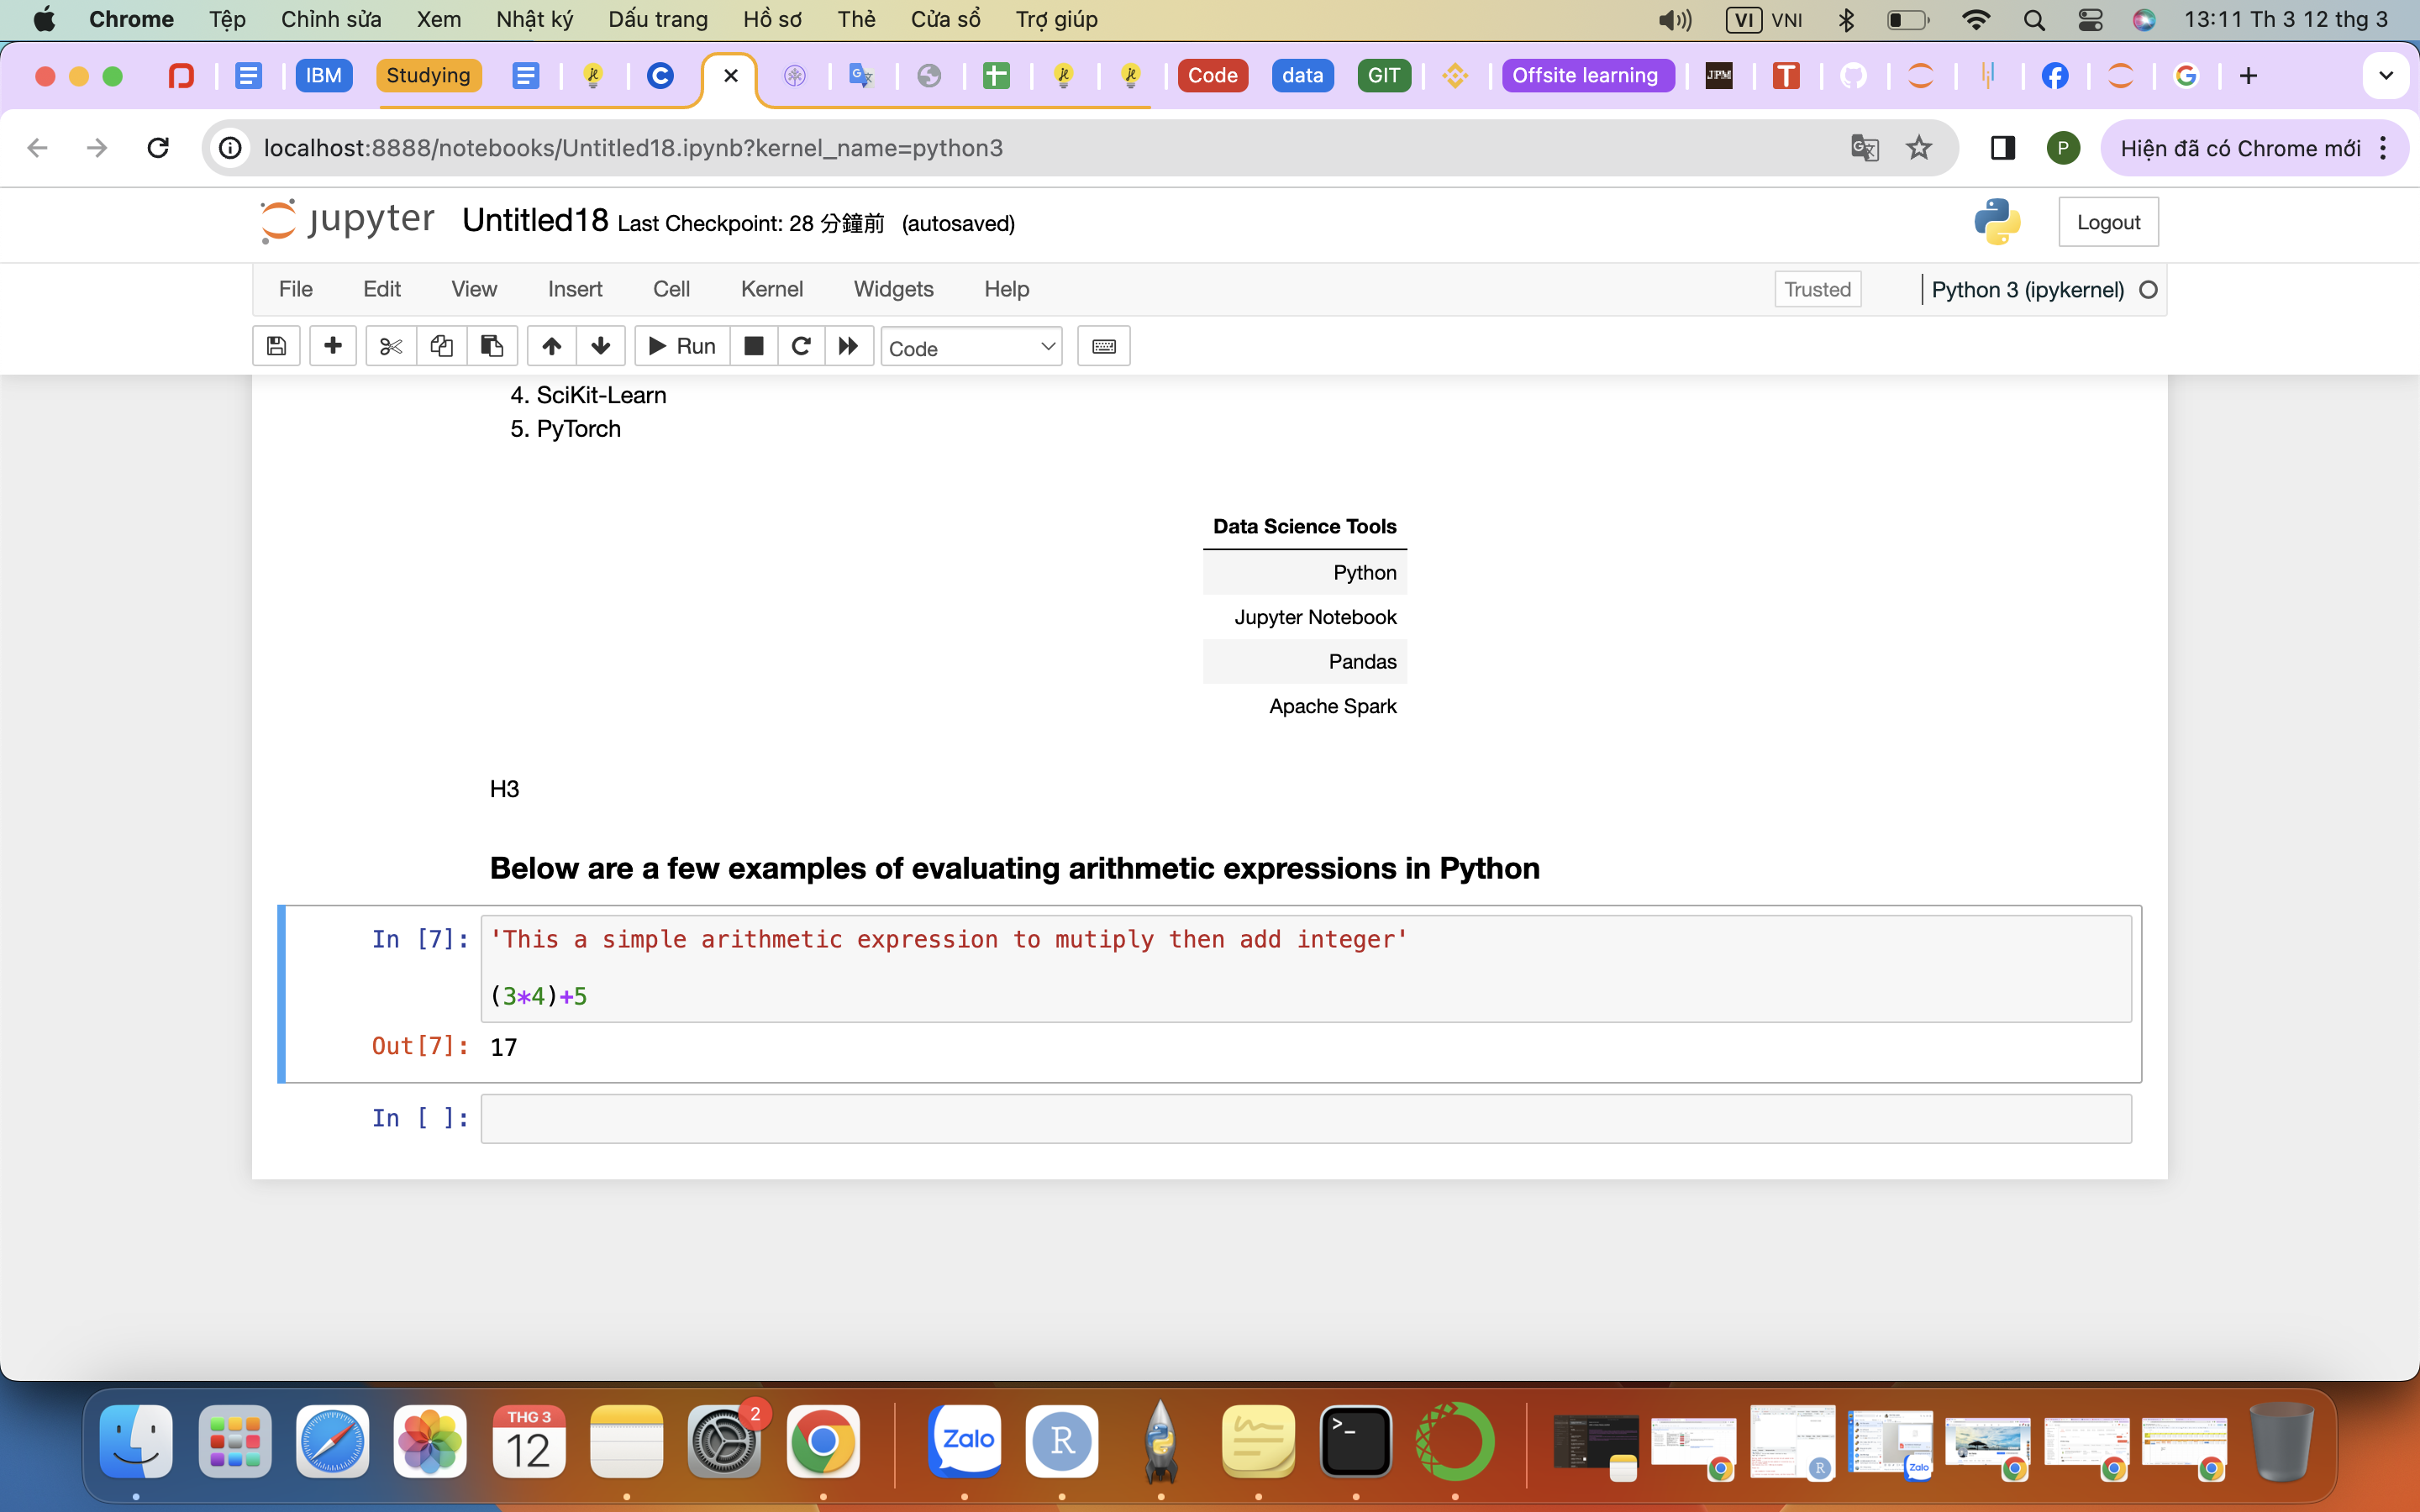 Chrome Tệp Chỉnh sửa Xem Nhật ký Dấu trang Hồ sơ Thẻ Cửa sổ Trợ giúp VI VNI 13:11 Th 3 12 thg 3
IBM Studying Code data GIT Offsite learning JPM T
localhost:8888/notebooks/Untitled18.ipynb?kernel_name=python3 P Hiện đã có Chrome mới
jupyter Untitled18 Last Checkpoint: 28 分鐘前 (autosaved) Logout
File Edit View Insert Cell Kernel Widgets Help Trusted Python 3 (ipykernel)
Run Code
4. SciKit-Learn
5. PyTorch
Data Science Tools
Python
Jupyter Notebook
Pandas
Apache Spark
H3
Below are a few examples of evaluating arithmetic expressions in Python
In [7]: 'This a simple arithmetic expression to mutiply then add integer'
(3*4)+5
Out[7]: 17
In [ ]:
THG 3
12
2
Zalo
R
>_
R
Zalo